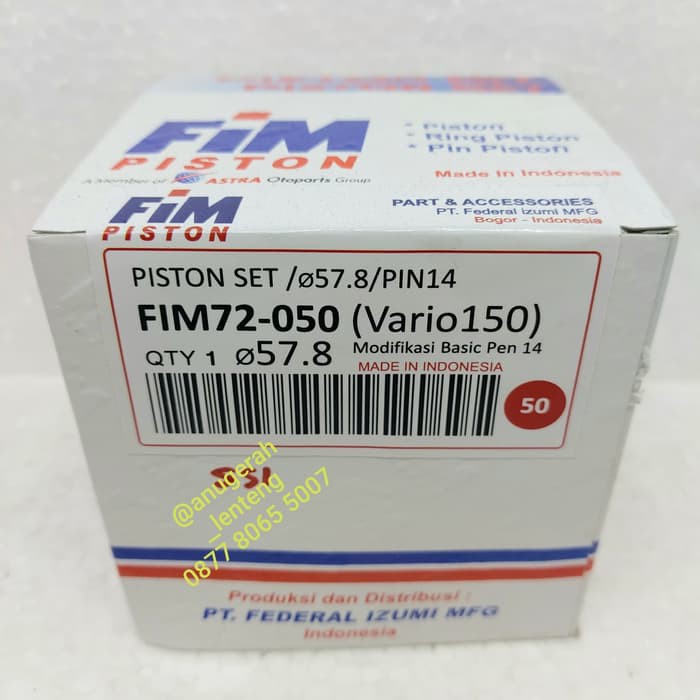 FiM
PISTON
A Member of ASTRA Otoparts Group
* Piston
* Ring Piston
* Pin Piston
Made In Indonesia
FiM
PISTON
PART & ACCESSORIES
PT. Federal Izumi MFG
Bogor - Indonesia
PISTON SET /ø57.8/PIN14
FIM72-050 (Vario150)
QTY 1 ø57.8 Modifikasi Basic Pen 14
MADE IN INDONESIA
50
@anugerah
_lenteng
0877 8065 5007
Produksi dan Distribusi :
PT. FEDERAL IZUMI MFG
Indonesia